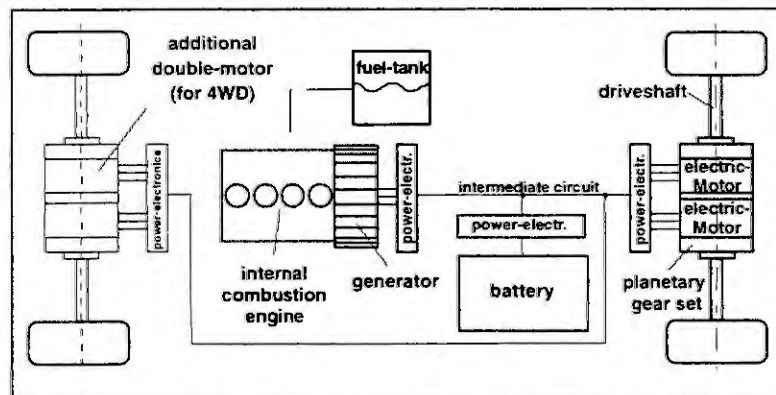 additional
double-motor
(for 4WD)
fuel-tank
driveshaft
power-electronics
power-electr.
intermediate circuit
power-electr.
power-electr.
electric-
Motor
electric-
Motor
internal
combustion
engine
generator
battery
planetary
gear set